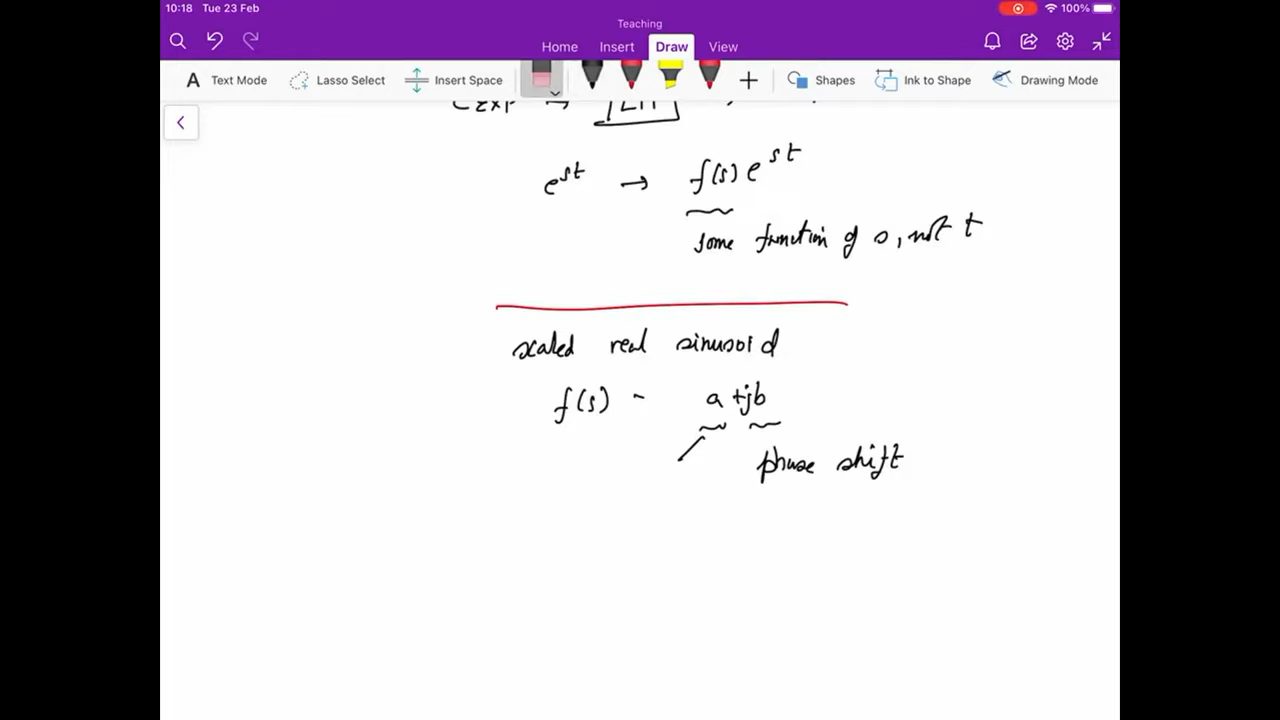 10:18 Tue 23 Feb 100%
Teaching
Home Insert Draw View
A Text Mode Lasso Select Insert Space Shapes Ink to Shape Drawing Mode
e^st → f(s) e^st
some function of s, not t
scaled real sinusoid
f(s) - a + jb
phase shift